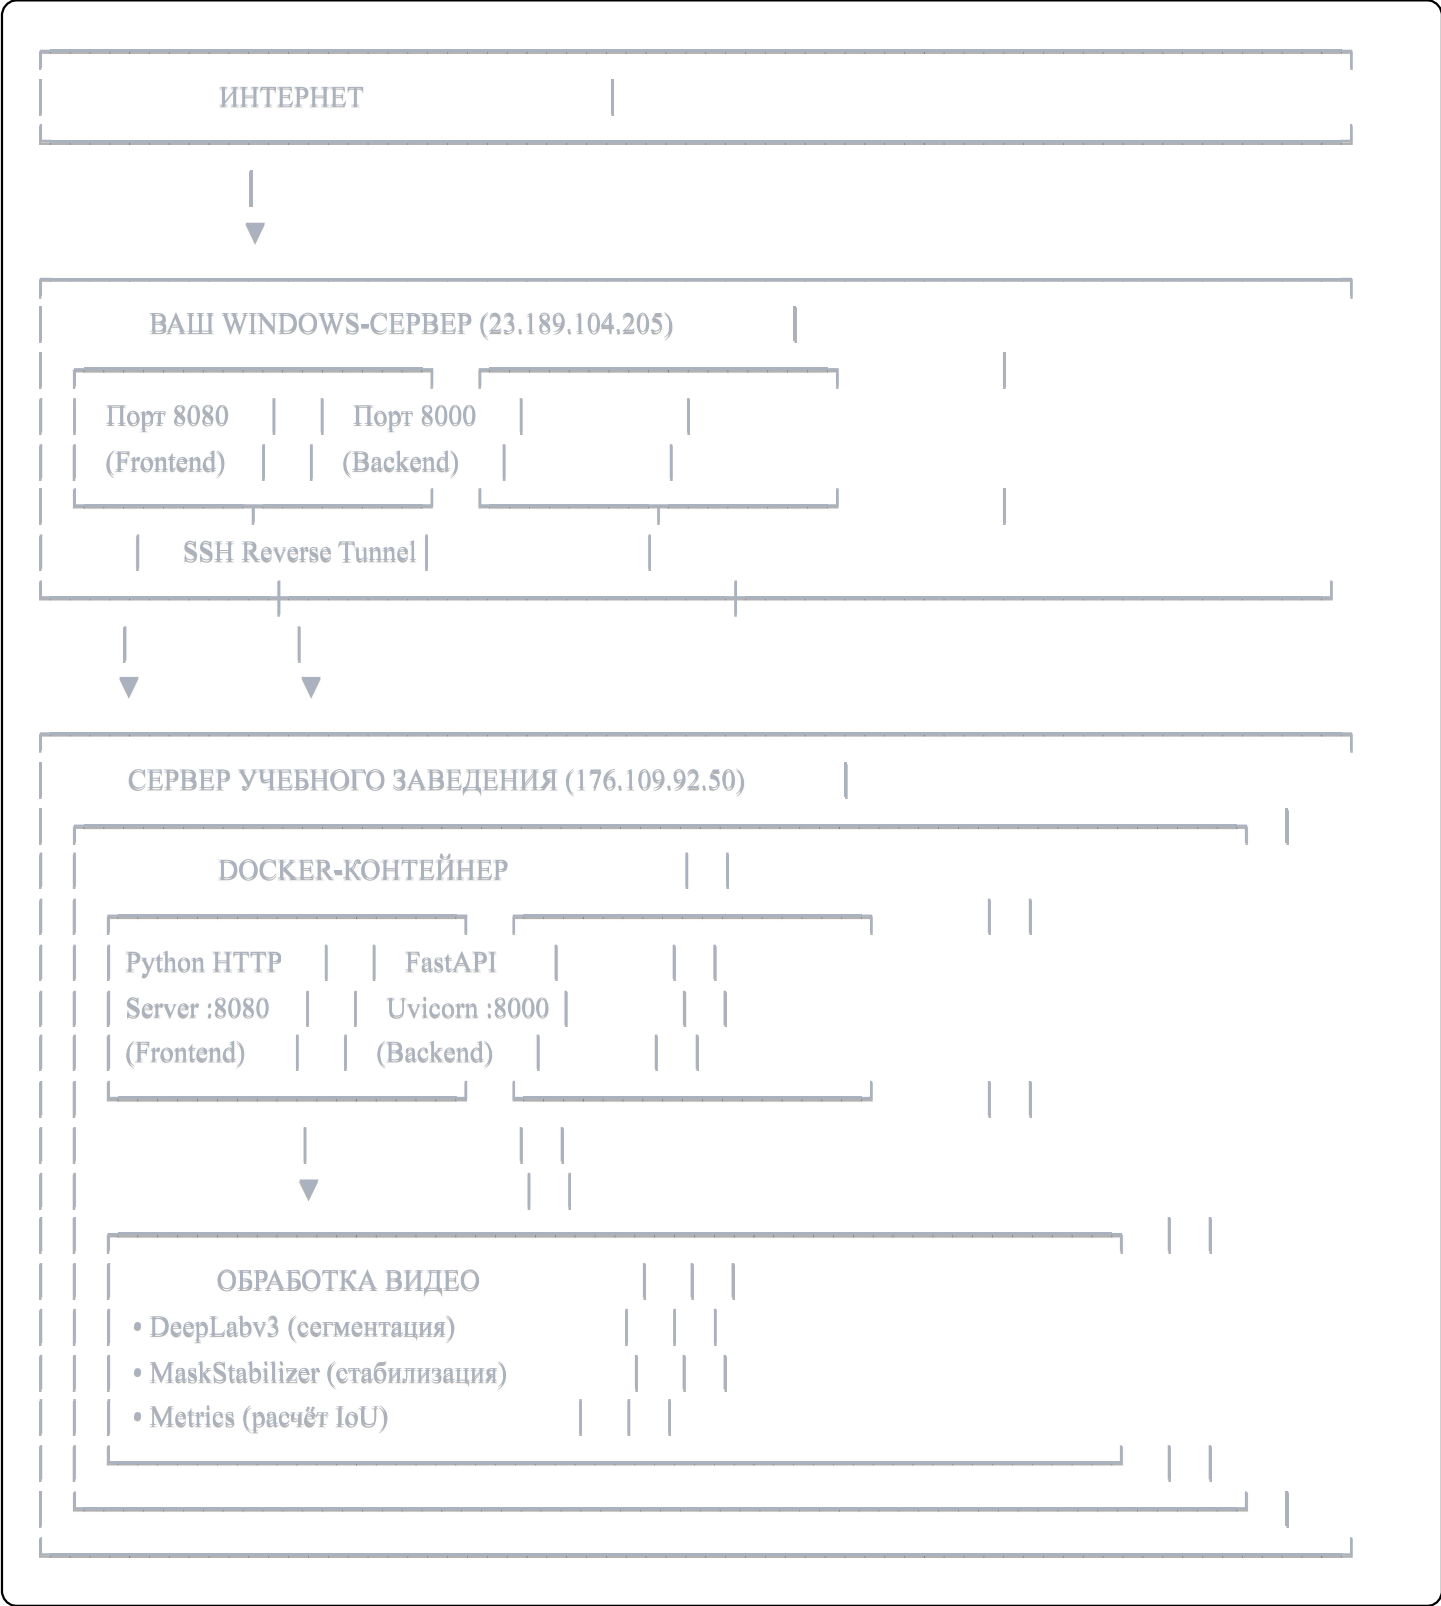 ИНТЕРНЕТ
ВАШ WINDOWS-СЕРВЕР (23.189.104.205)
Порт 8080 Порт 8000
(Frontend) (Backend)
SSH Reverse Tunnel
СЕРВЕР УЧЕБНОГО ЗАВЕДЕНИЯ (176.109.92.50)
DOCKER-КОНТЕЙНЕР
Python HTTP FastAPI
Server :8080 Uvicorn :8000
(Frontend) (Backend)
ОБРАБОТКА ВИДЕО
• DeepLabv3 (сегментация)
• MaskStabilizer (стабилизация)
• Metrics (расчёт IoU)